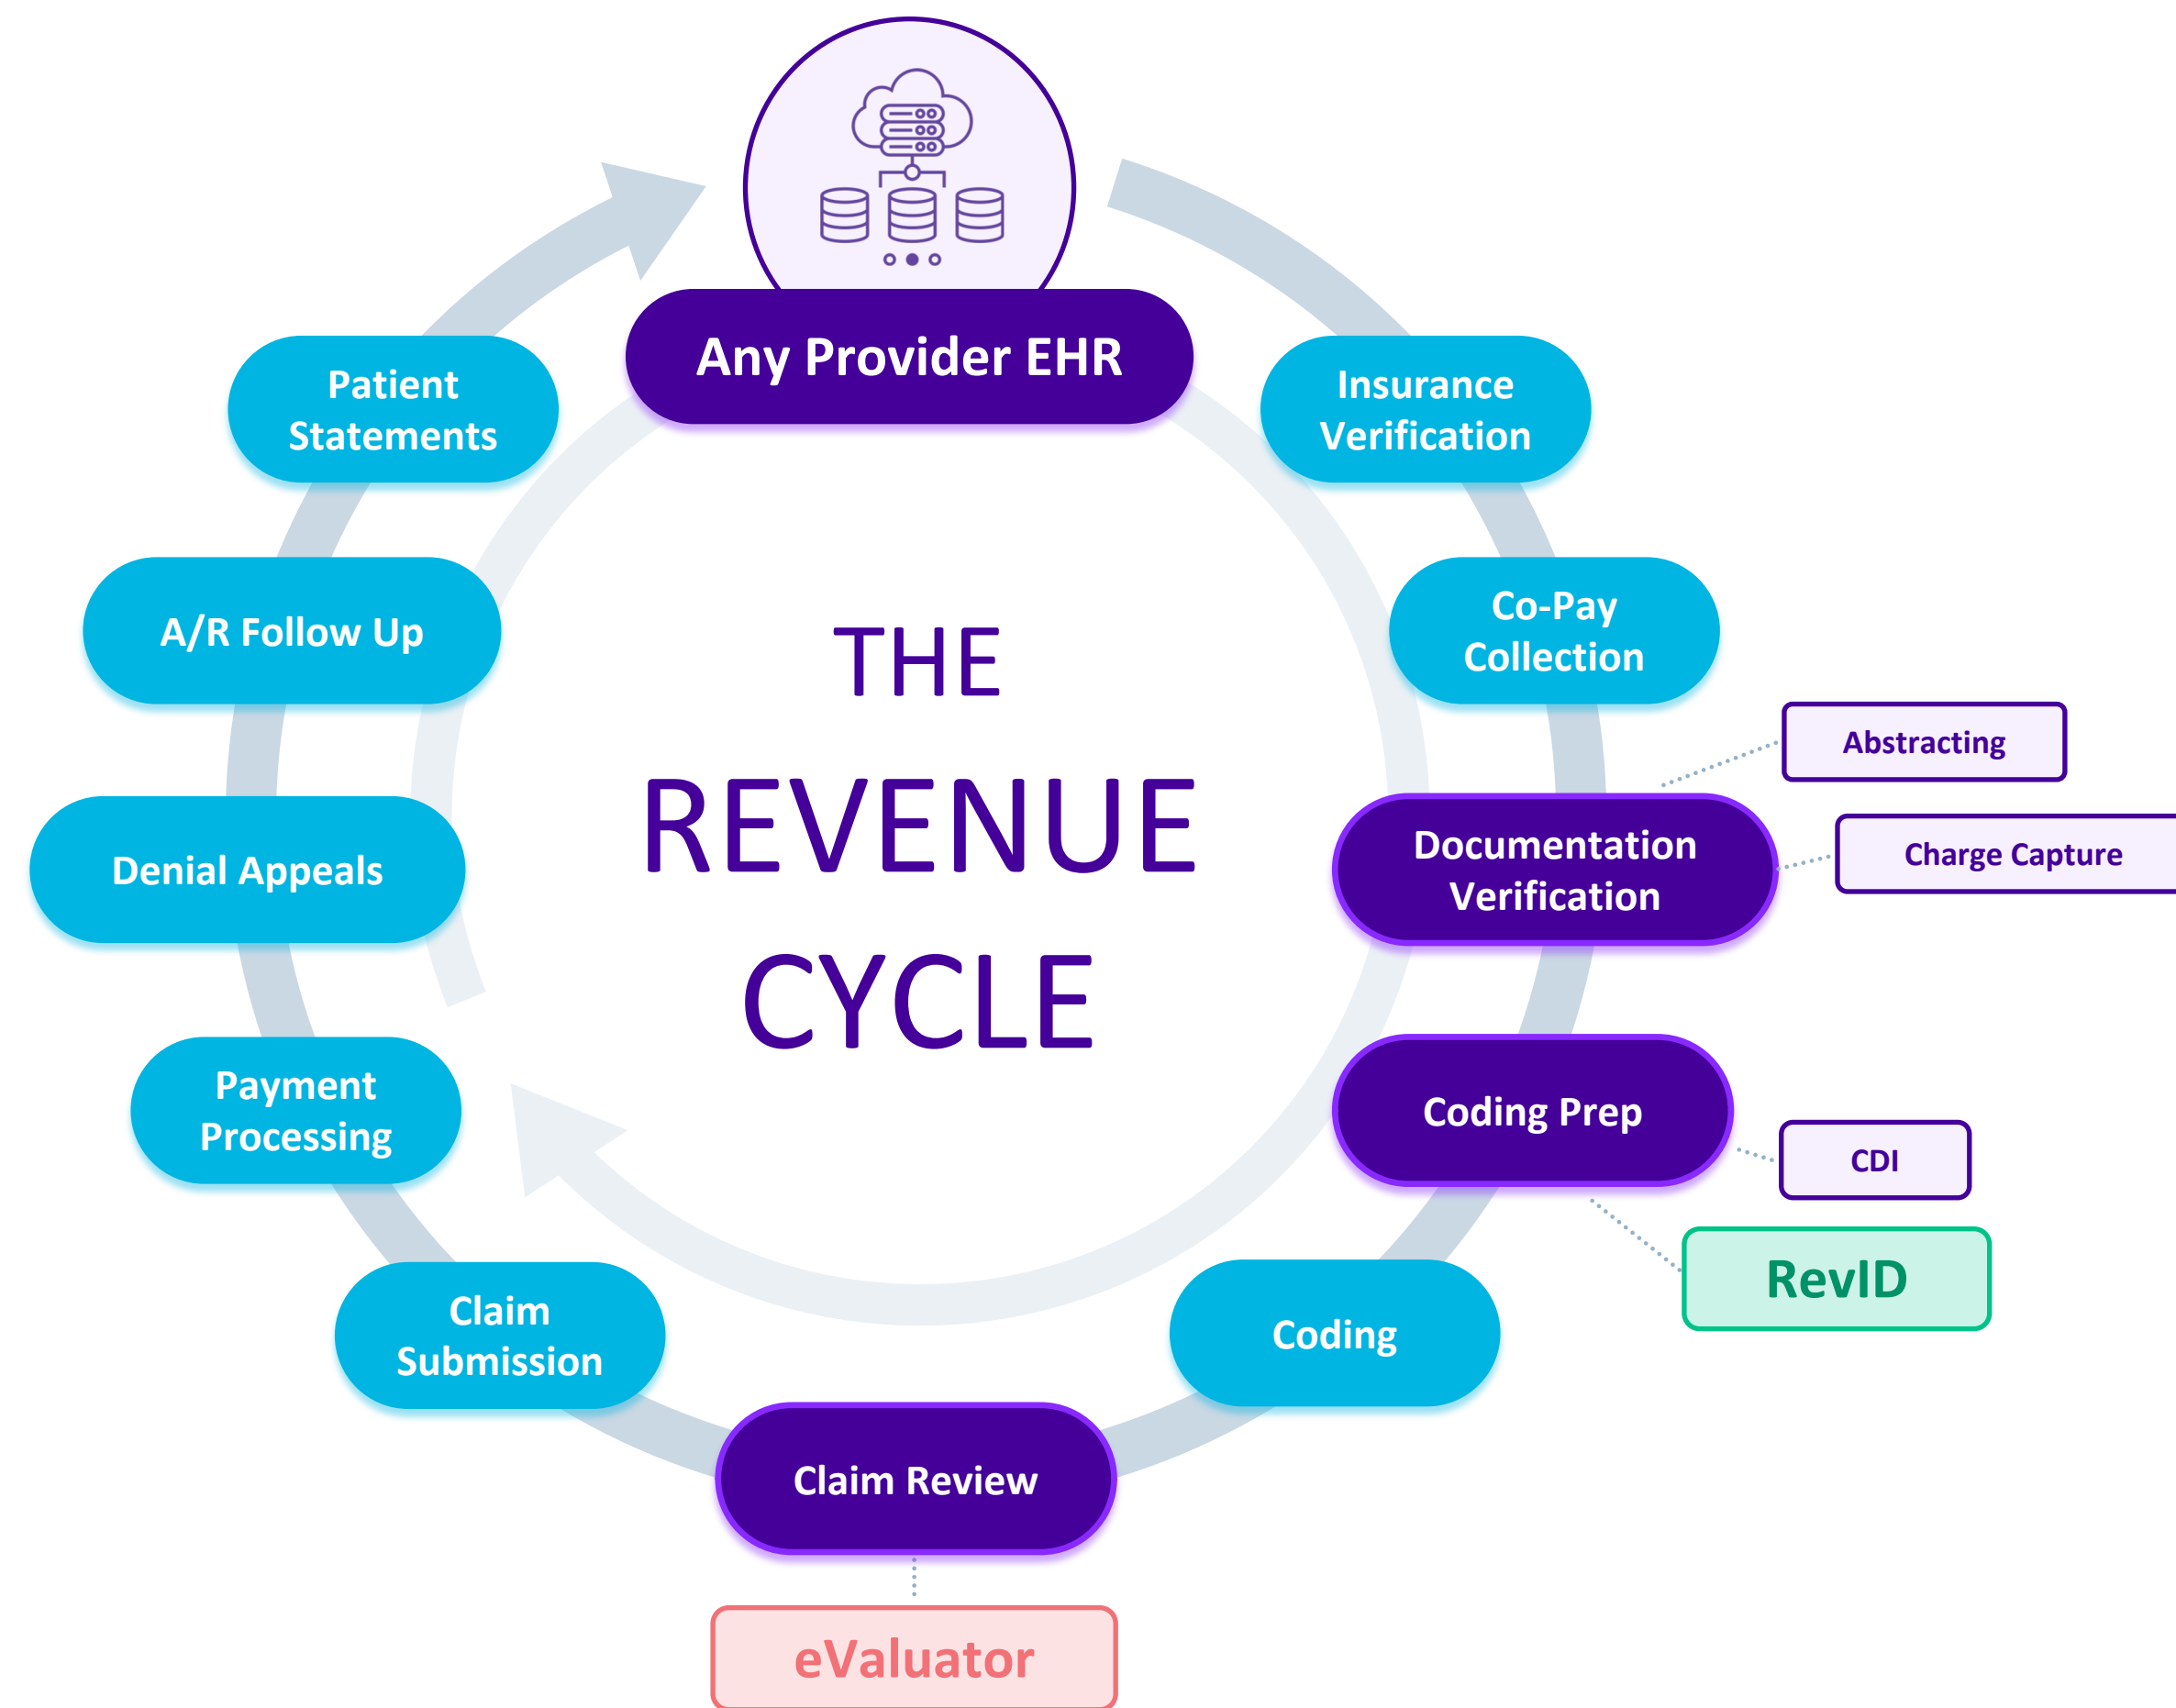 Any Provider EHR
Insurance
Verification
Co-Pay
Collection
Abstracting
Documentation
Verification
Charge Capture
Coding Prep
CDI
RevID
Coding
Claim Review
eValuator
Claim
Submission
Payment
Processing
Denial Appeals
A/R Follow Up
Patient
Statements
THE
REVENUE
CYCLE